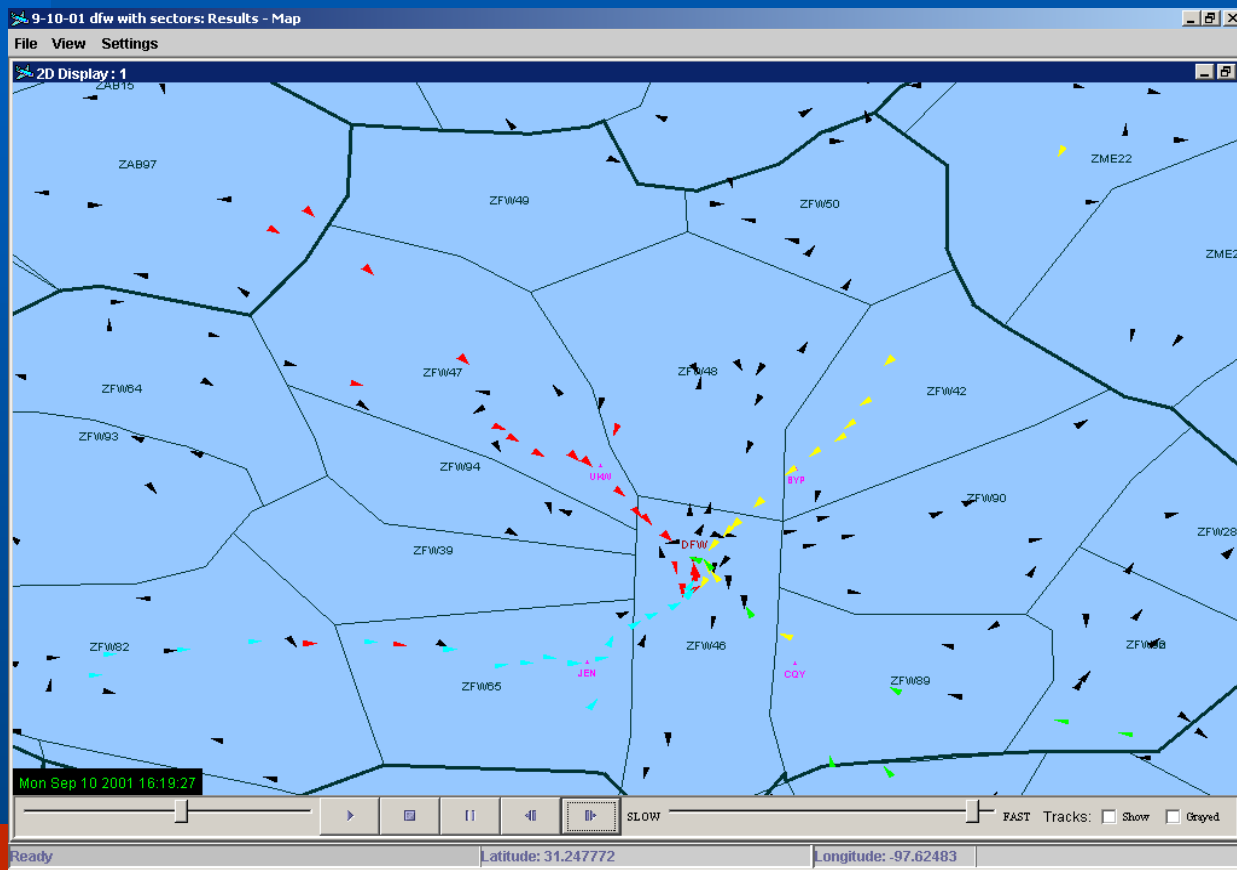 9-10-01 dfw with sectors: Results - Map
File View Settings
2D Display : 1
ZAB15
ZAB97
ZME22
ZFW49
ZFW50
ZFW47
ZFW48
ZFW64
ZFW42
ZFW93
ZFW94
UKW
BYP
ZFW90
ZFW28
DFW
ZFW39
ZFW82
ZFW46
JEN
CQY
ZFW65
ZFW89
Mon Sep 10 2001 16:19:27
SLOW FAST Tracks: Show Grayed
Ready Latitude: 31.247772 Longitude: -97.62483